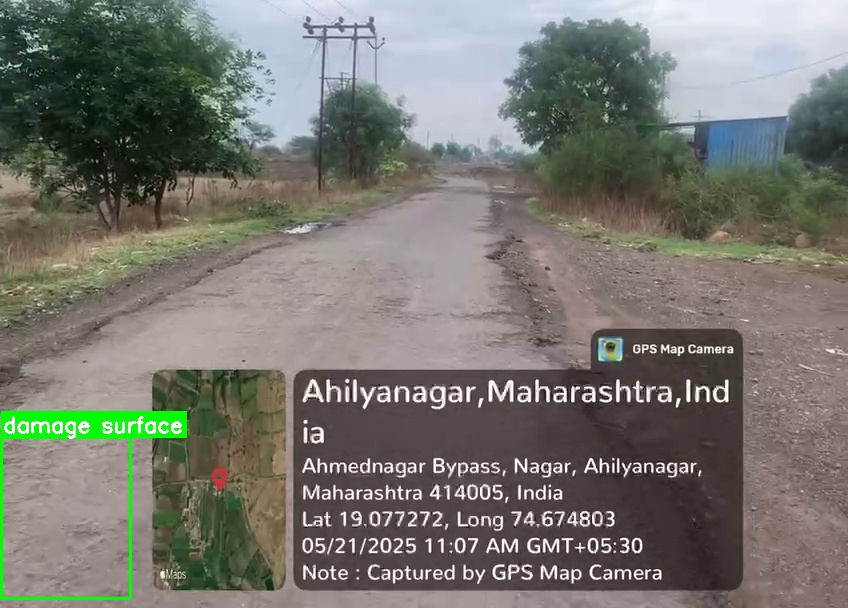 GPS Map Camera
Ahilyanagar,Maharashtra,Ind
ia
Ahmednagar Bypass, Nagar, Ahilyanagar,
Maharashtra 414005, India
Lat 19.077272, Long 74.674803
05/21/2025 11:07 AM GMT+05:30
Note : Captured by GPS Map Camera
damage surface
Maps